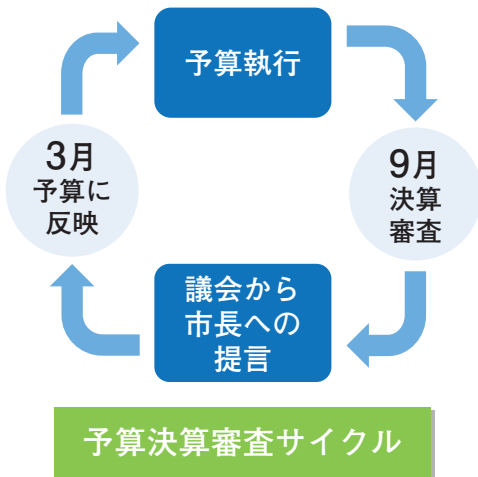 予算執行
3月
予算に
反映
9月
決算
審査
議会から
市長への
提言
予算決算審査サイクル